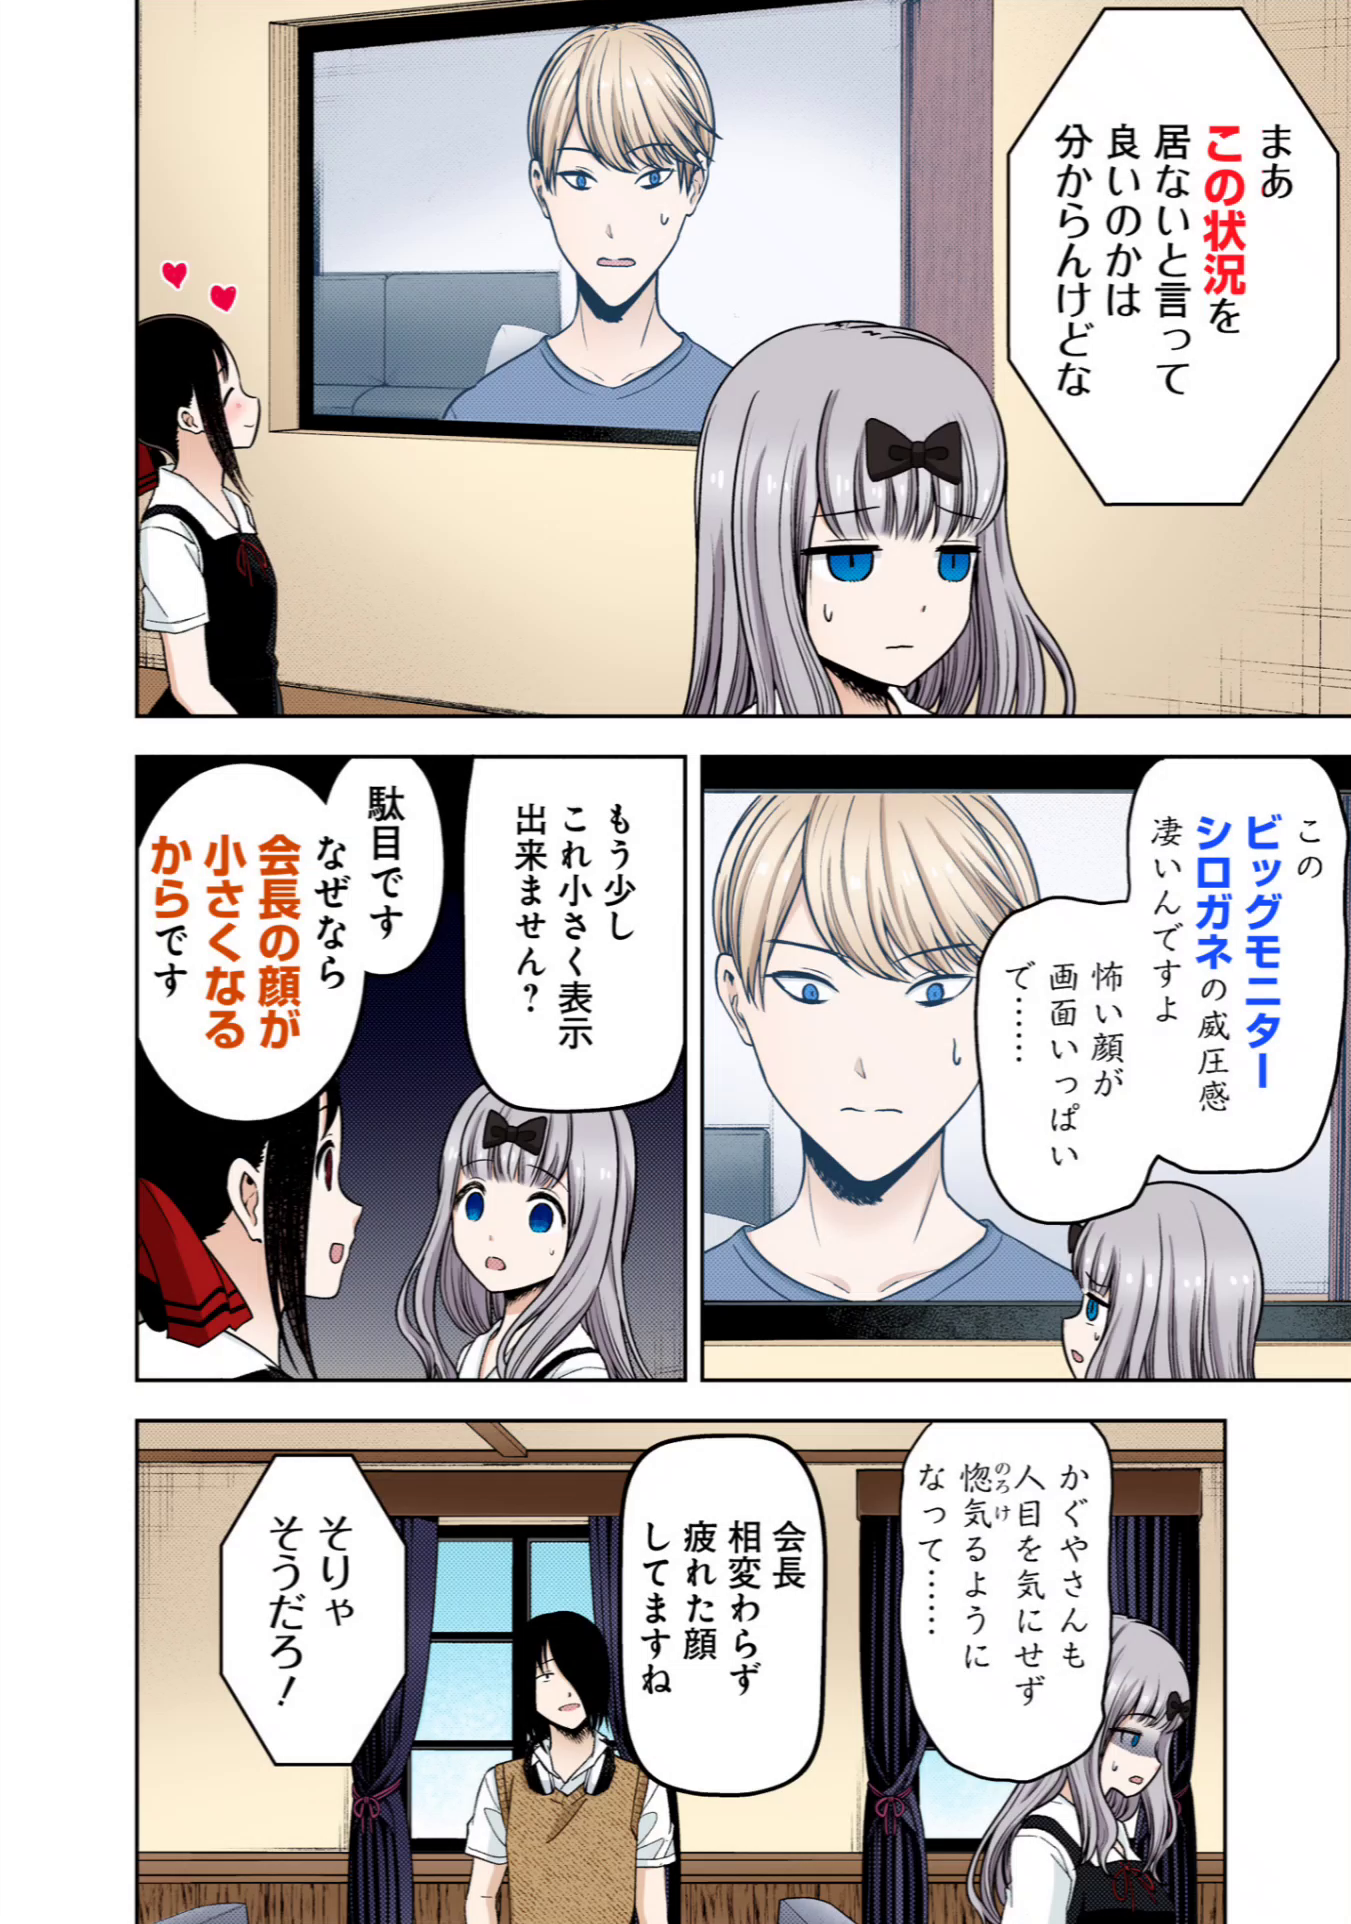 まあ
この状況を
居ないと言って
良いのかは
分からんけどな
この
ビッグモニター
シロガネの威圧感
凄いんですよ
怖い顔が
画面いっぱい
で……
もう少し
これ小さく表示
出来ません?
駄目です
なぜなら
会長の顔が
小さくなる
からです
かぐやさんも
人目を気にせず
惚気るように
のろけ
なって……
会長
相変わらず
疲れた顔
してますね
そりゃ
そうだろ!